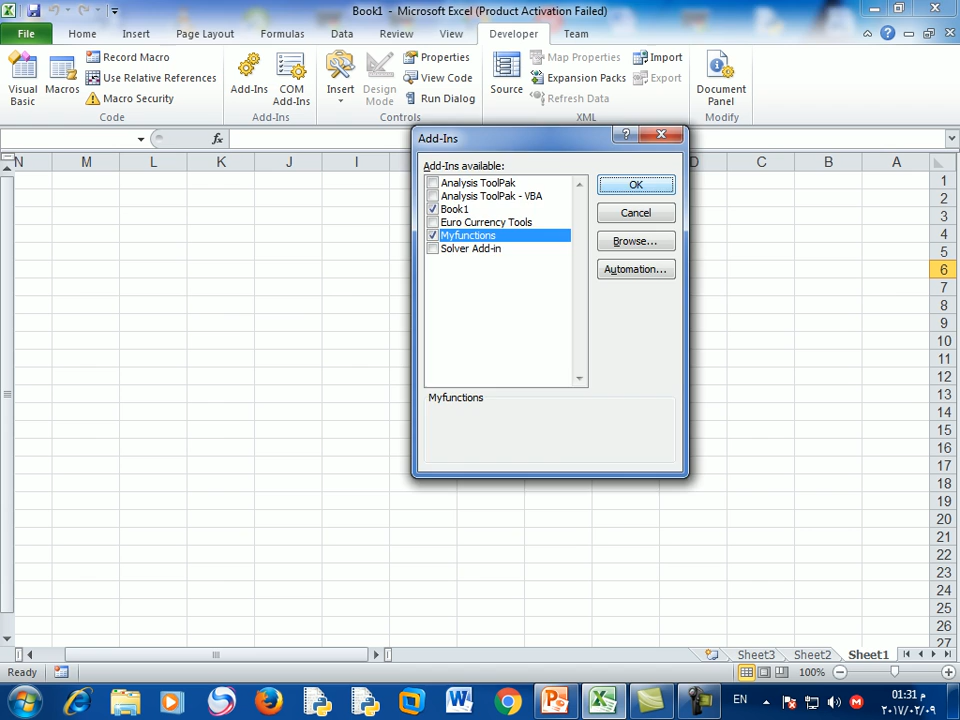 Book1 - Microsoft Excel (Product Activation Failed)
File Home Insert Page Layout Formulas Data Review View Developer Team
Visual Basic
Macros
Record Macro
Use Relative References
Macro Security
Code
Add-Ins
COM Add-Ins
Add-Ins
Insert
Design Mode
Properties
View Code
Run Dialog
Controls
Source
Map Properties
Expansion Packs
Refresh Data
Import
Export
XML
Document Panel
Modify
fx
N M L K J I D C B A
1
2
3
4
5
6
7
8
9
10
11
12
13
14
15
16
17
18
19
20
21
22
23
24
25
26
27
Add-Ins
?
Add-Ins available:
Analysis ToolPak
Analysis ToolPak - VBA
Book1
Euro Currency Tools
Myfunctions
Solver Add-in
OK
Cancel
Browse...
Automation...
Myfunctions
Sheet3 Sheet2 Sheet1
Ready
100%
EN
01:31 م
٢٠١٧/٠٢/٠٩